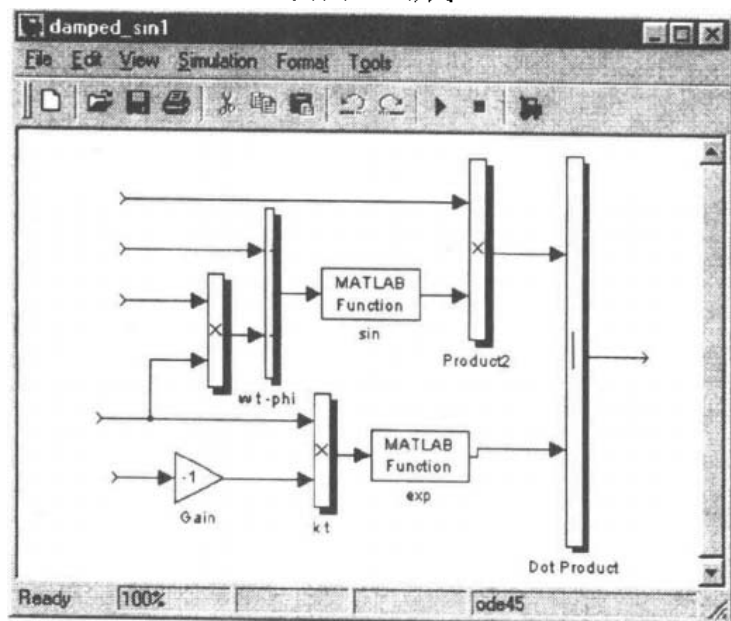 damped_sin1
File Edit View Simulation Format Tools
MATLAB
Function
sin
Product2
wt-phi
MATLAB
Function
exp
-1
Gain
kt
Dot Product
Ready 100% ode45